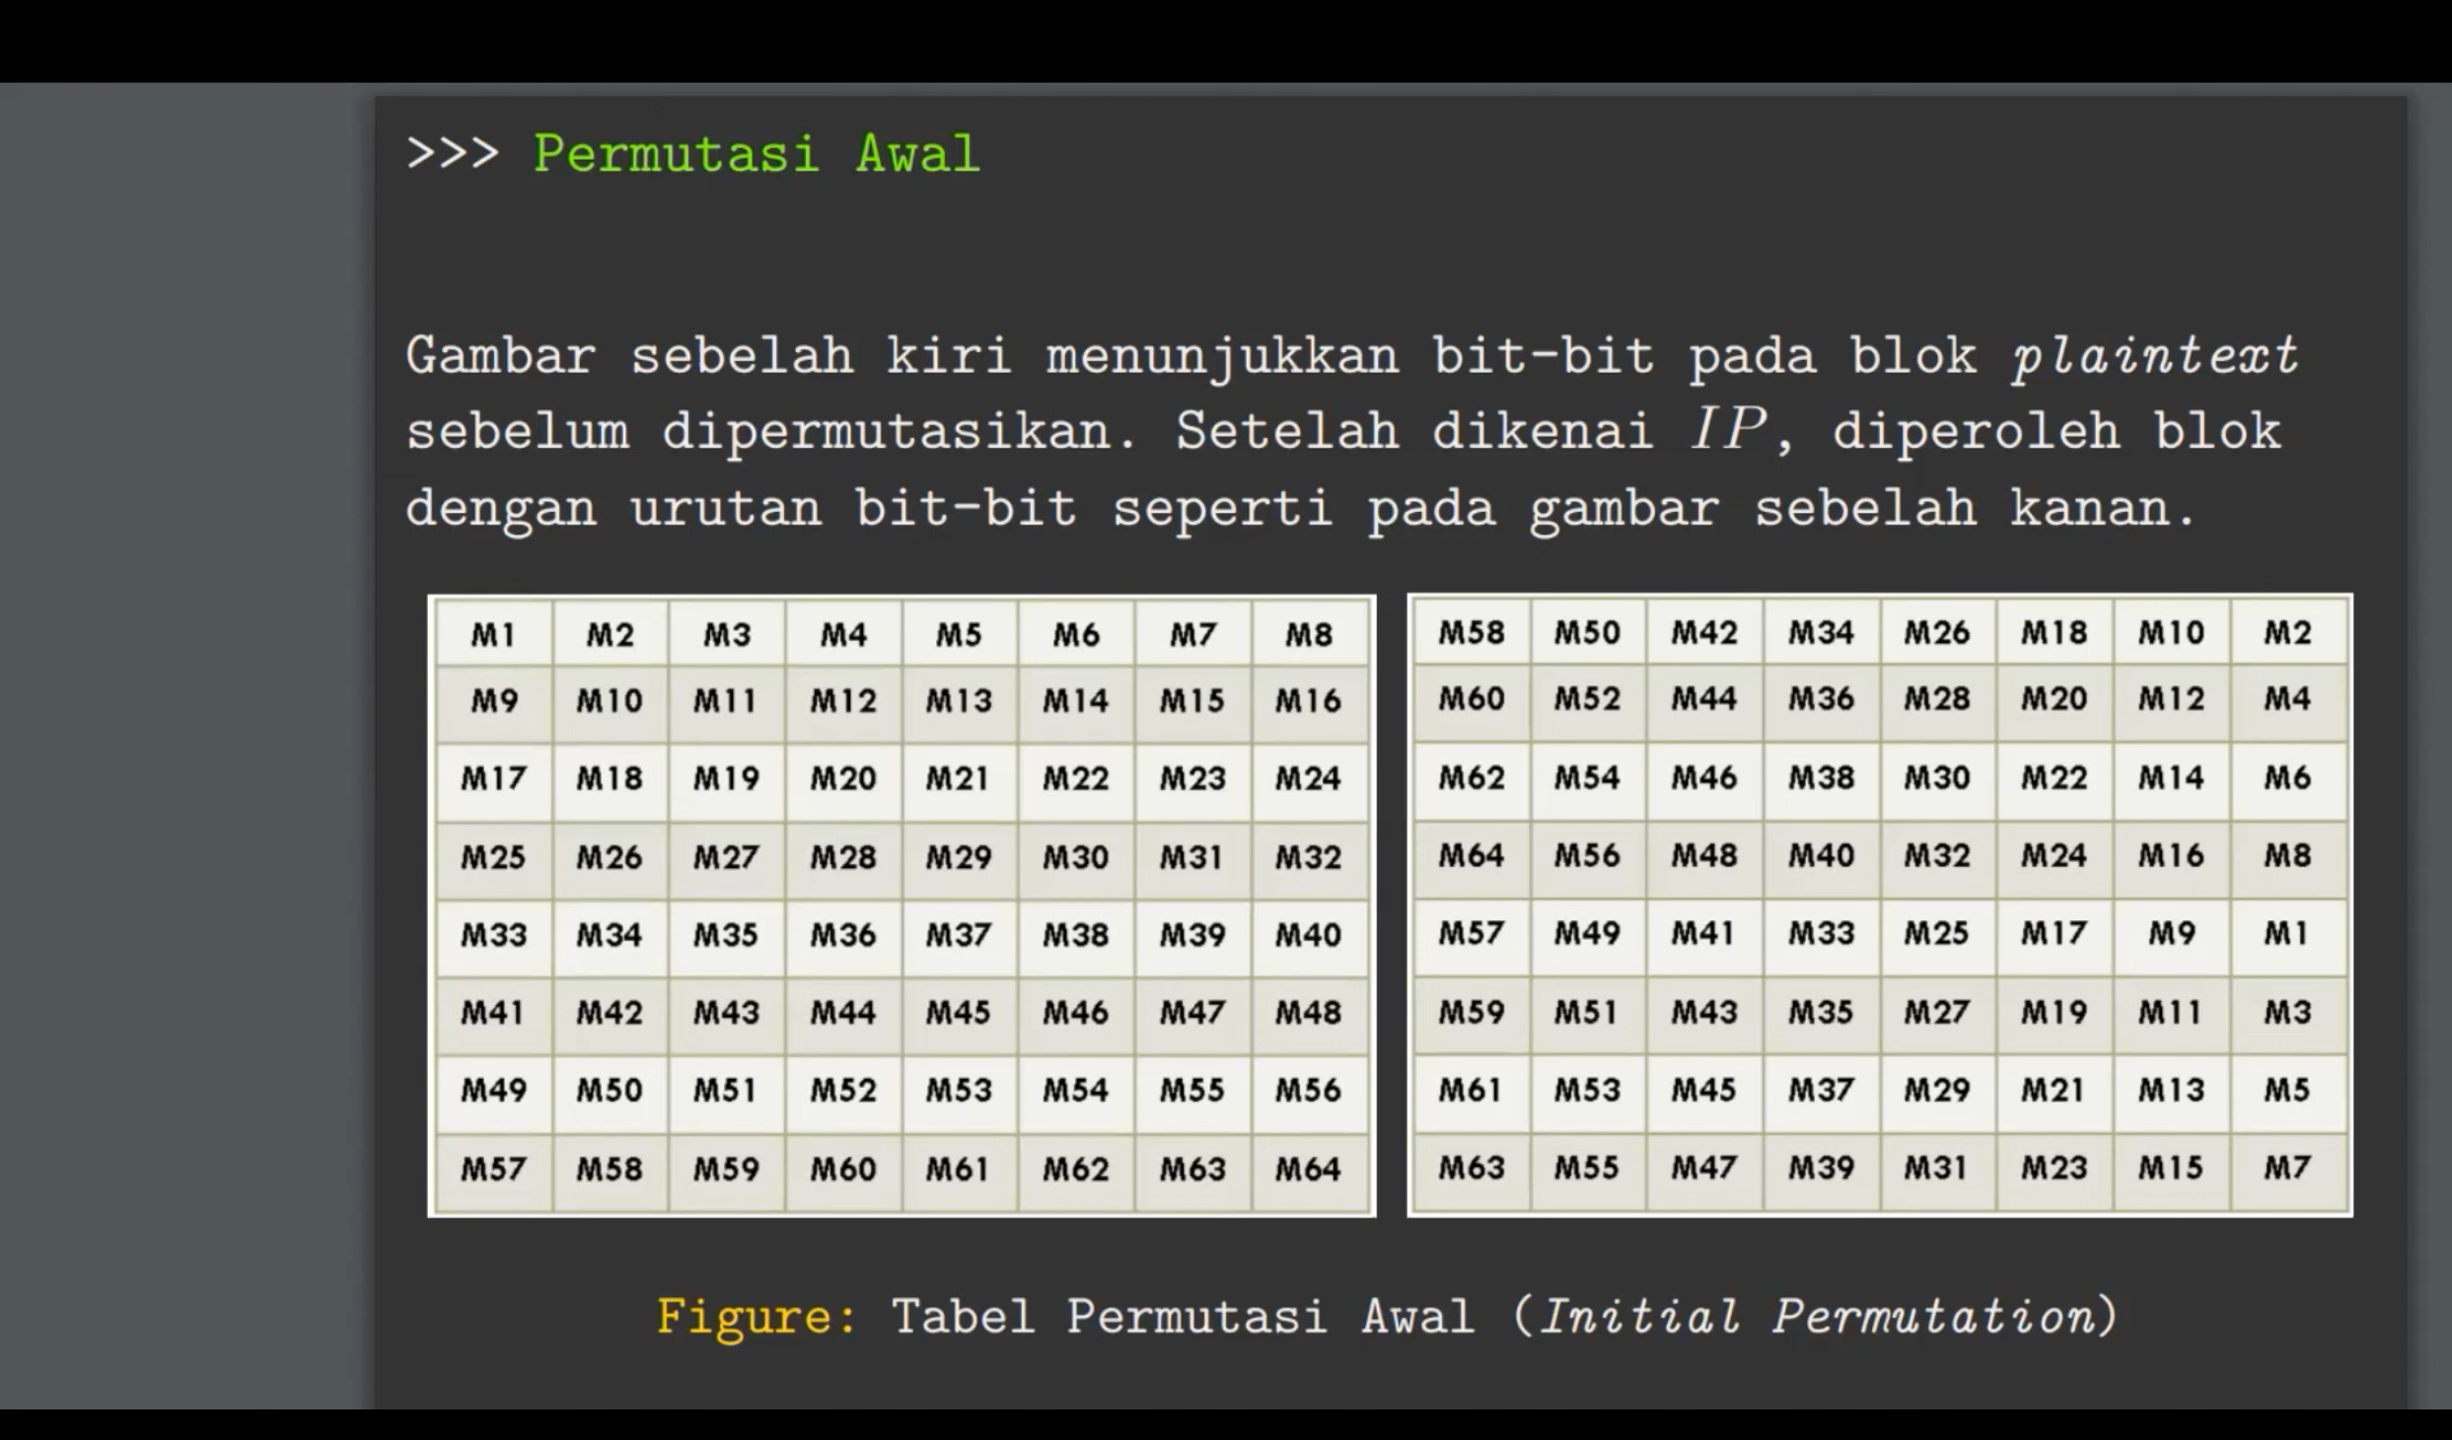 >>> Permutasi Awal
Gambar sebelah kiri menunjukkan bit-bit pada blok plaintext
sebelum dipermutasikan. Setelah dikenai IP, diperoleh blok
dengan urutan bit-bit seperti pada gambar sebelah kanan.
M1 M2 M3 M4 M5 M6 M7 M8
M9 M10 M11 M12 M13 M14 M15 M16
M17 M18 M19 M20 M21 M22 M23 M24
M25 M26 M27 M28 M29 M30 M31 M32
M33 M34 M35 M36 M37 M38 M39 M40
M41 M42 M43 M44 M45 M46 M47 M48
M49 M50 M51 M52 M53 M54 M55 M56
M57 M58 M59 M60 M61 M62 M63 M64
M58 M50 M42 M34 M26 M18 M10 M2
M60 M52 M44 M36 M28 M20 M12 M4
M62 M54 M46 M38 M30 M22 M14 M6
M64 M56 M48 M40 M32 M24 M16 M8
M57 M49 M41 M33 M25 M17 M9 M1
M59 M51 M43 M35 M27 M19 M11 M3
M61 M53 M45 M37 M29 M21 M13 M5
M63 M55 M47 M39 M31 M23 M15 M7
Figure: Tabel Permutasi Awal (Initial Permutation)